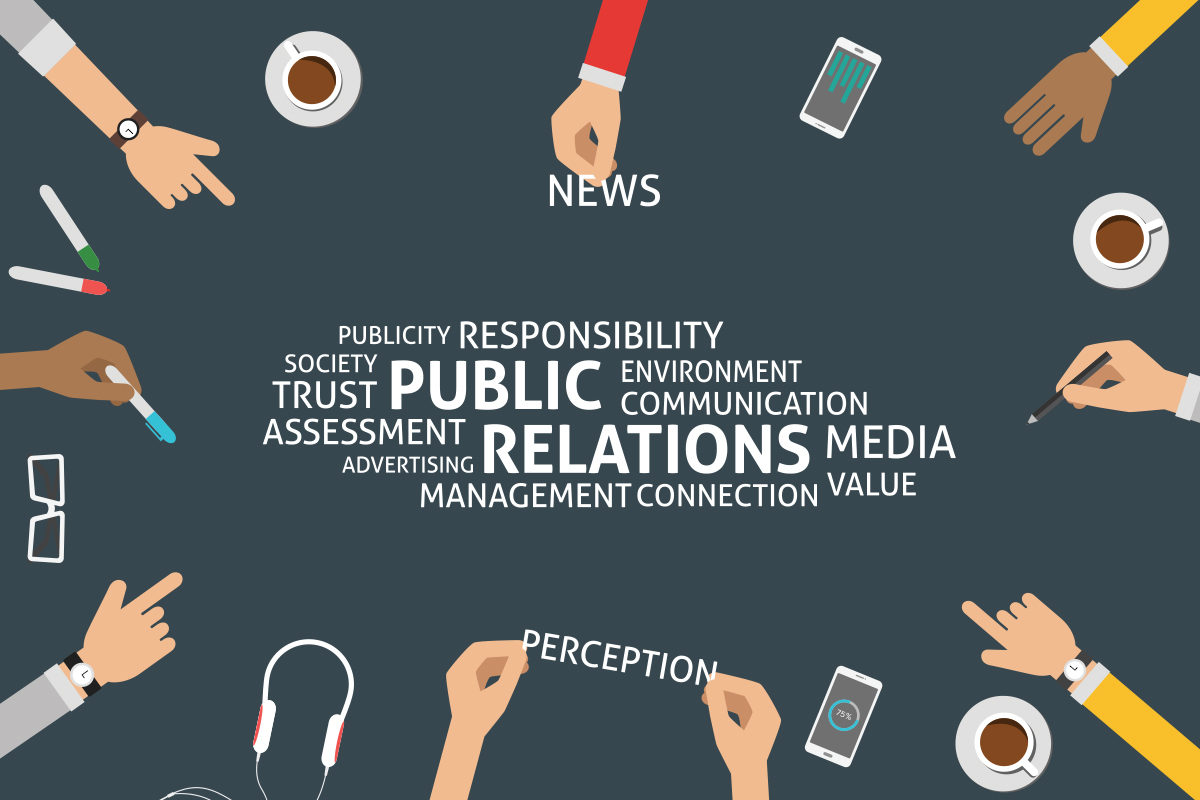 NEWS
PUBLICITY RESPONSIBILITY
SOCIETY
TRUST PUBLIC ENVIRONMENT
COMMUNICATION
ASSESSMENT RELATIONS MEDIA
ADVERTISING
MANAGEMENT CONNECTION VALUE
PERCEPTION
75%